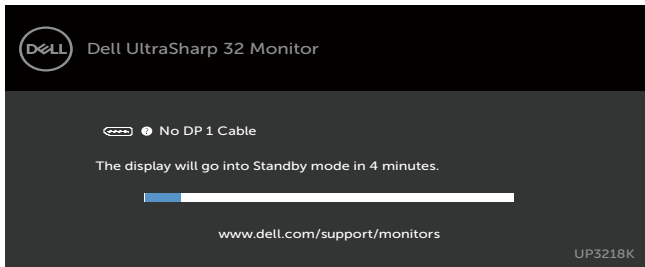 DELL
Dell UltraSharp 32 Monitor
? No DP 1 Cable
The display will go into Standby mode in 4 minutes.
www.dell.com/support/monitors
UP3218K